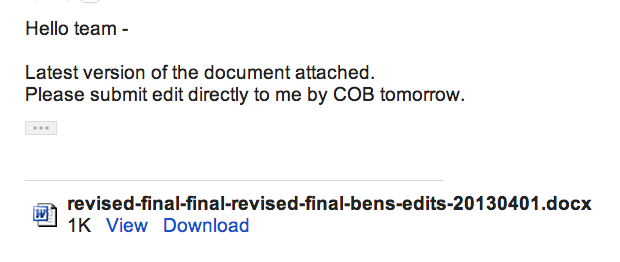 Hello team -
Latest version of the document attached.
Please submit edit directly to me by COB tomorrow.
revised-final-final-revised-final-bens-edits-20130401.docx
1K View Download